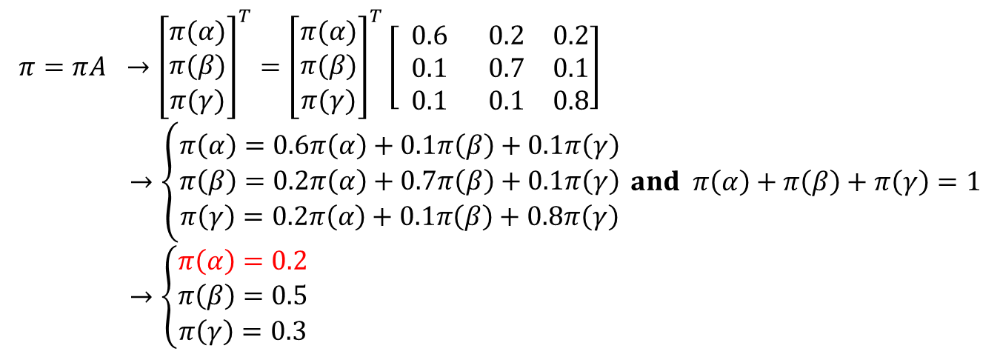 π = πA → [π(α) π(β) π(γ)]ᵀ = [π(α) π(β) π(γ)]ᵀ [0.6 0.2 0.2
0.1 0.7 0.1
0.1 0.1 0.8]
→ { π(α) = 0.6π(α) + 0.1π(β) + 0.1π(γ)
π(β) = 0.2π(α) + 0.7π(β) + 0.1π(γ) and π(α) + π(β) + π(γ) = 1
π(γ) = 0.2π(α) + 0.1π(β) + 0.8π(γ)
→ { π(α) = 0.2
π(β) = 0.5
π(γ) = 0.3